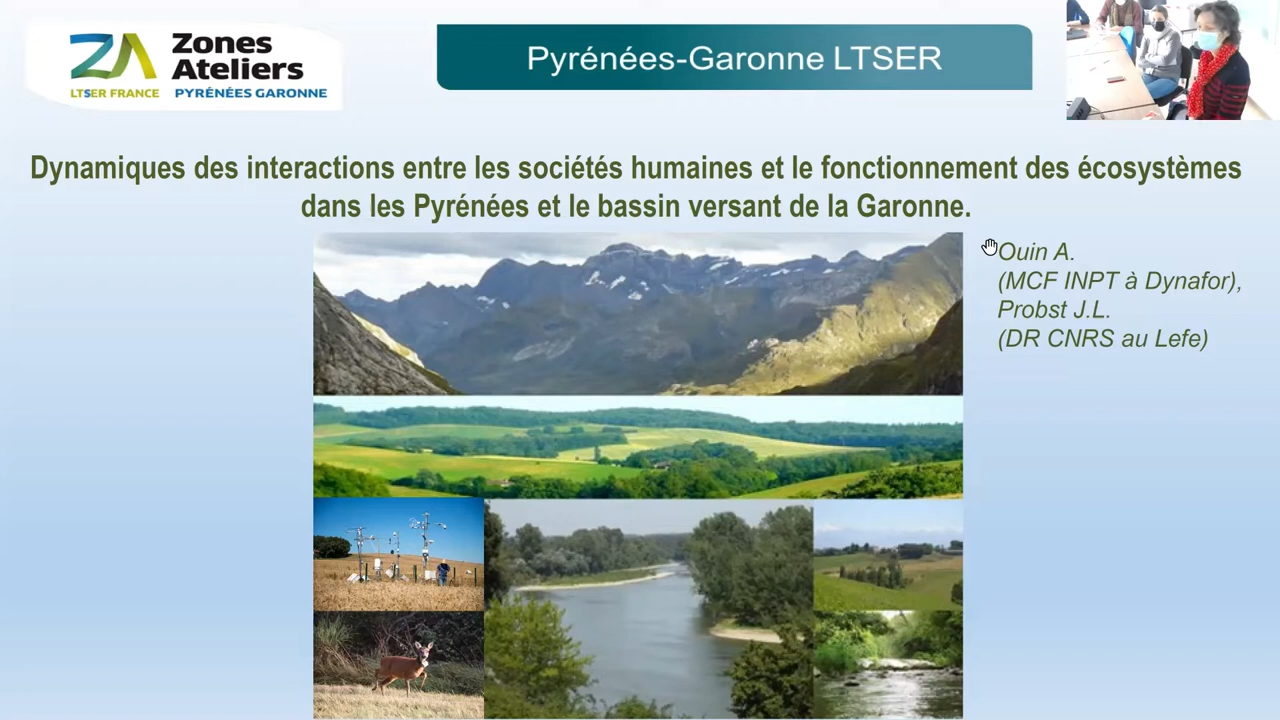 Zones
Ateliers
LTSER FRANCE PYRÉNÉES GARONNE
Pyrénées-Garonne LTSER
Dynamiques des interactions entre les sociétés humaines et le fonctionnement des écosystèmes
dans les Pyrénées et le bassin versant de la Garonne.
Ouin A.
(MCF INPT à Dynafor),
Probst J.L.
(DR CNRS au Lefe)